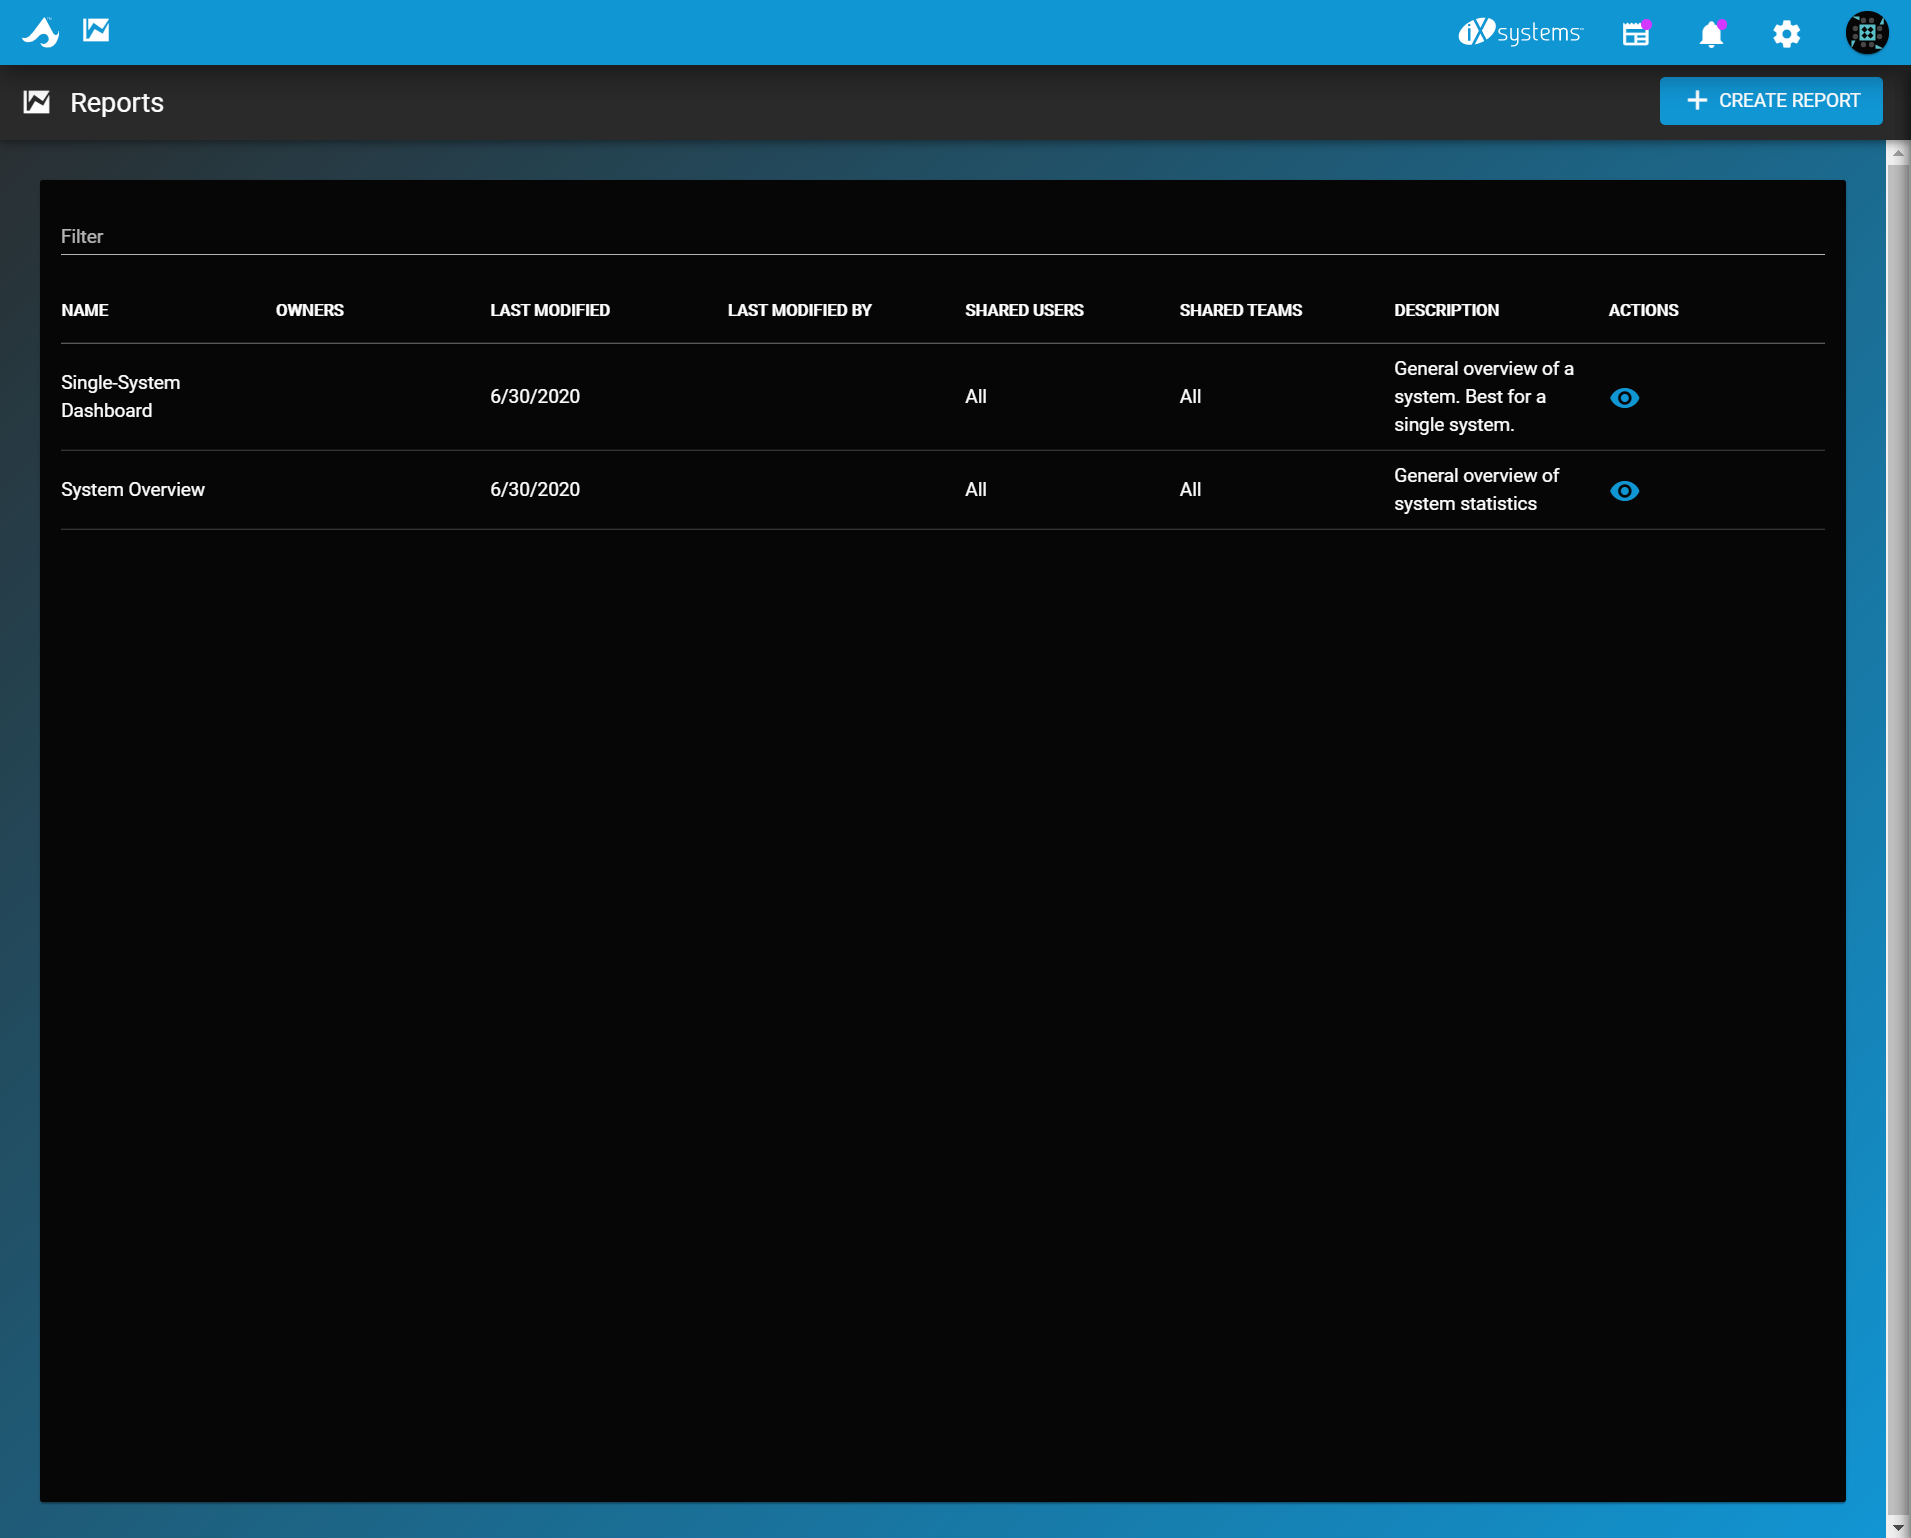 iXsystems
Reports
CREATE REPORT
Filter
NAME OWNERS LAST MODIFIED LAST MODIFIED BY SHARED USERS SHARED TEAMS DESCRIPTION ACTIONS
Single-System
Dashboard
6/30/2020
All
All
General overview of a
system. Best for a
single system.
System Overview
6/30/2020
All
All
General overview of
system statistics